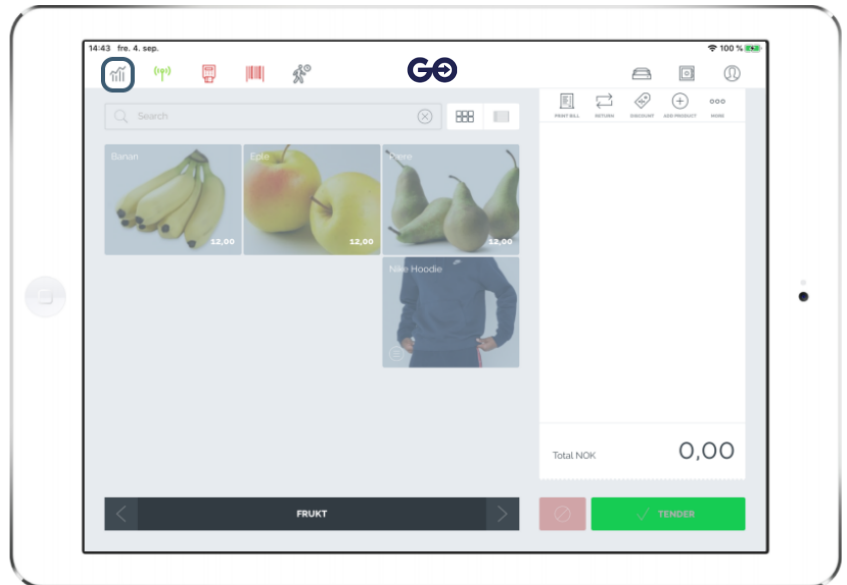 14:43 fre. 4. sep.
100 %
GO
PRINT BILL
RETURN
DISCOUNT
ADD PRODUCT
MORE
Search
Banan
12,00
Eple
12,00
Pære
12,00
Nike Hoodie
Total NOK
0,00
FRUKT
TENDER